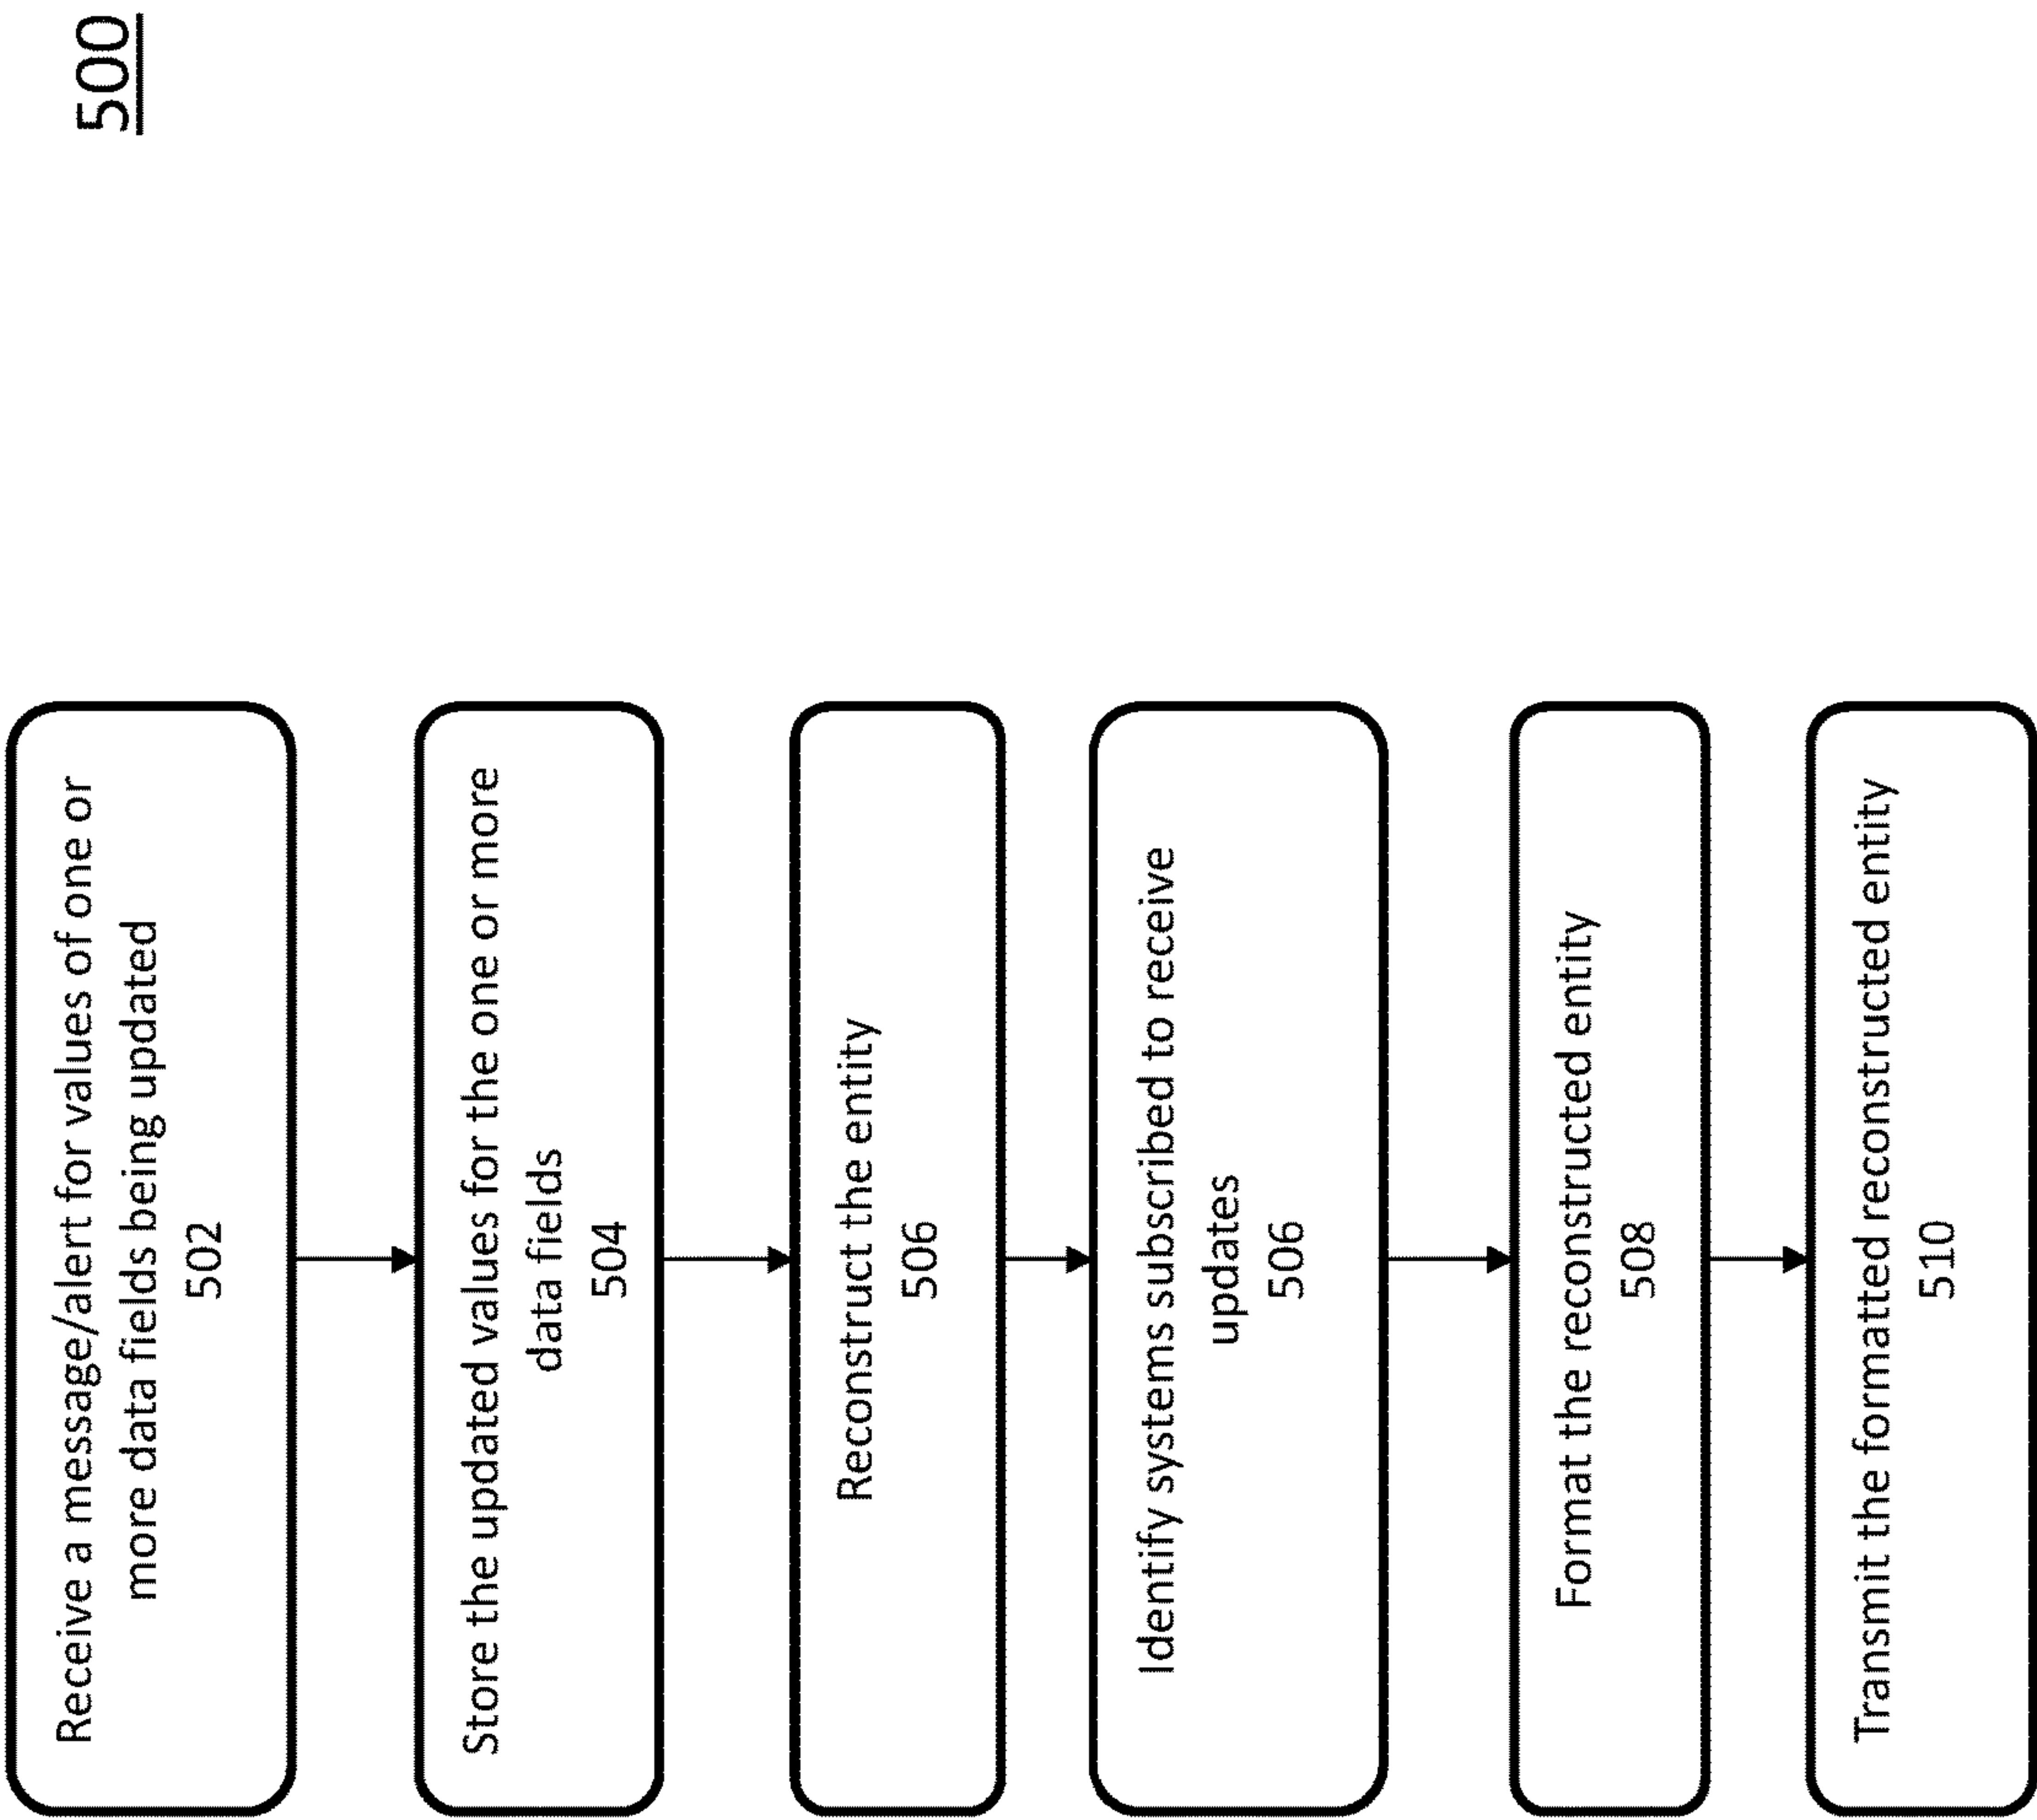 500
Receive a message/alert for values of one or
more data fields being updated
502
Store the updated values for the one or more
data fields
504
Reconstruct the entity
506
Identify systems subscribed to receive
updates
506
Format the reconstructed entity
508
Transmit the formatted reconstructed entity
510